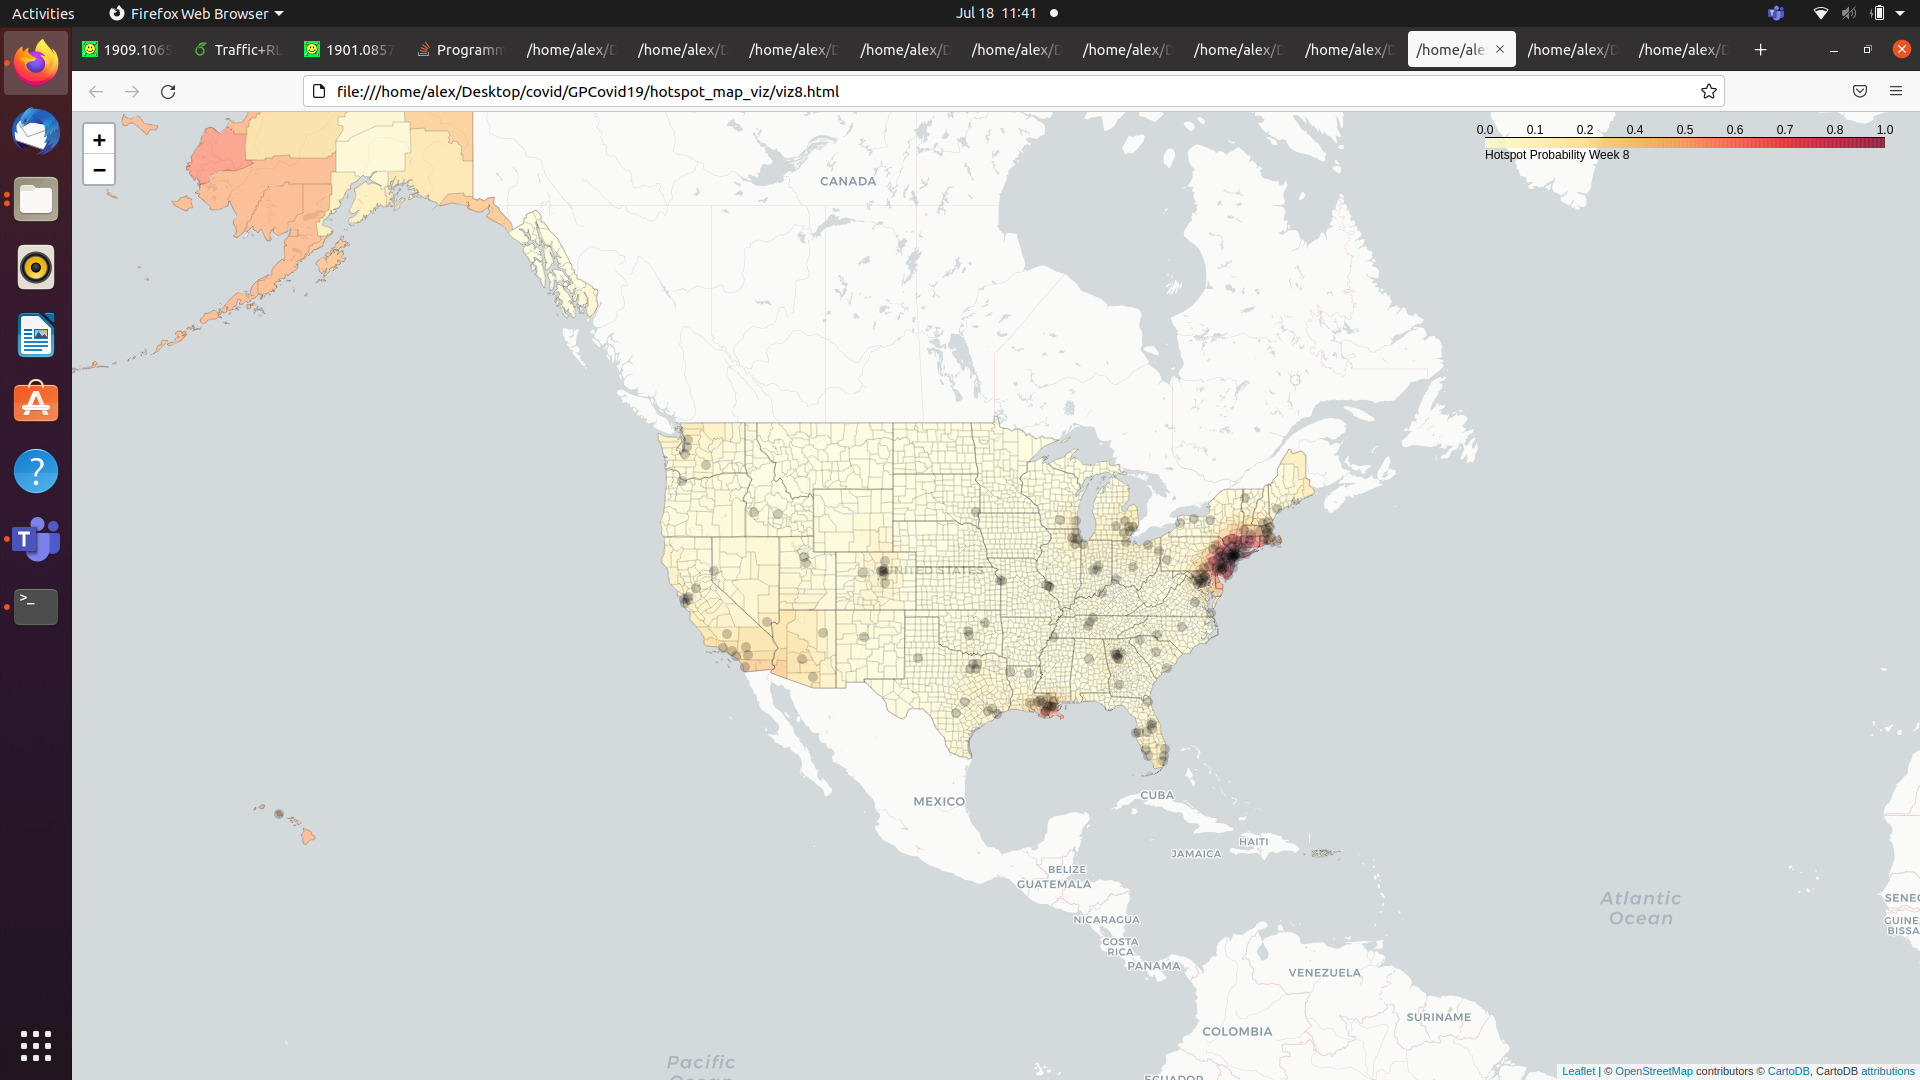 Activities
Firefox Web Browser
Jul 18 11:41
1909.1065
Traffic+RL
1901.0857
Programm
/home/alex/D
/home/alex/D
/home/alex/D
/home/alex/D
/home/alex/D
/home/alex/D
/home/alex/D
/home/alex/D
/home/ale
/home/alex/D
/home/alex/D
file:///home/alex/Desktop/covid/GPCovid19/hotspot_map_viz/viz8.html
+
−
0.0 0.1 0.2 0.3 0.4 0.5 0.6 0.7 0.8 1.0
Hotspot Probability Week 8
CANADA
UNITED STATES
MEXICO
CUBA
HAITI
JAMAICA
BELIZE
GUATEMALA
NICARAGUA
COSTA
RICA
PANAMA
VENEZUELA
SURINAME
COLOMBIA
ECUADOR
Atlantic
Ocean
Pacific
Ocean
SENEG
GUINE
BISSA
Leaflet | © OpenStreetMap contributors © CartoDB, CartoDB attributions